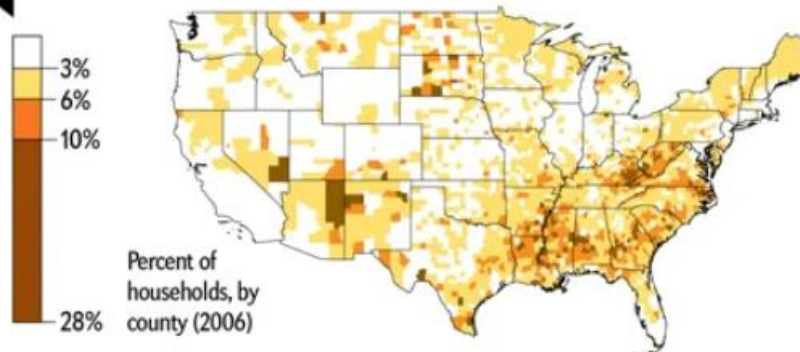 3%
6%
10%
28%
Percent of
households, by
county (2006)